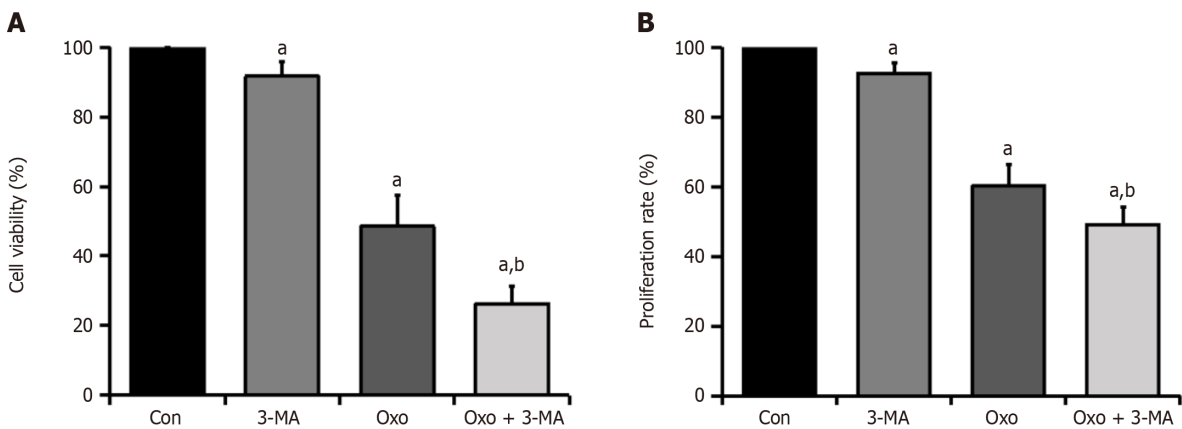 A
Cell viability (%)
100
80
60
40
20
0
a
a
a,b
Con
3-MA
Oxo
Oxo + 3-MA
B
Proliferation rate (%)
100
80
60
40
20
0
a
a
a,b
Con
3-MA
Oxo
Oxo + 3-MA